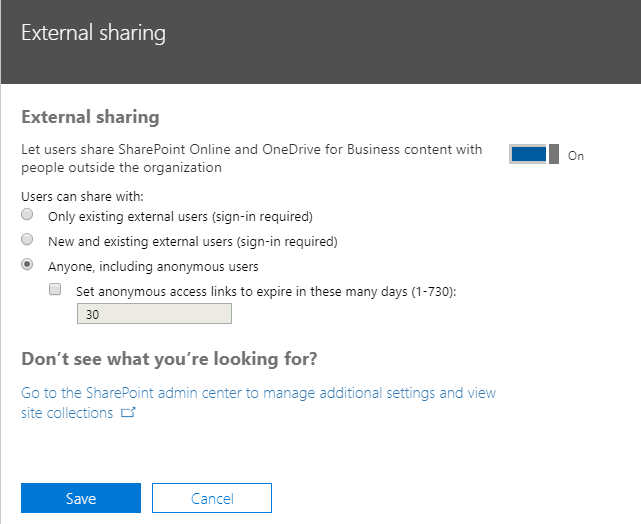 External sharing
External sharing
Let users share SharePoint Online and OneDrive for Business content with
people outside the organization
On
Users can share with:
Only existing external users (sign-in required)
New and existing external users (sign-in required)
Anyone, including anonymous users
Set anonymous access links to expire in these many days (1-730):
30
Don't see what you're looking for?
Go to the SharePoint admin center to manage additional settings and view
site collections
Save
Cancel